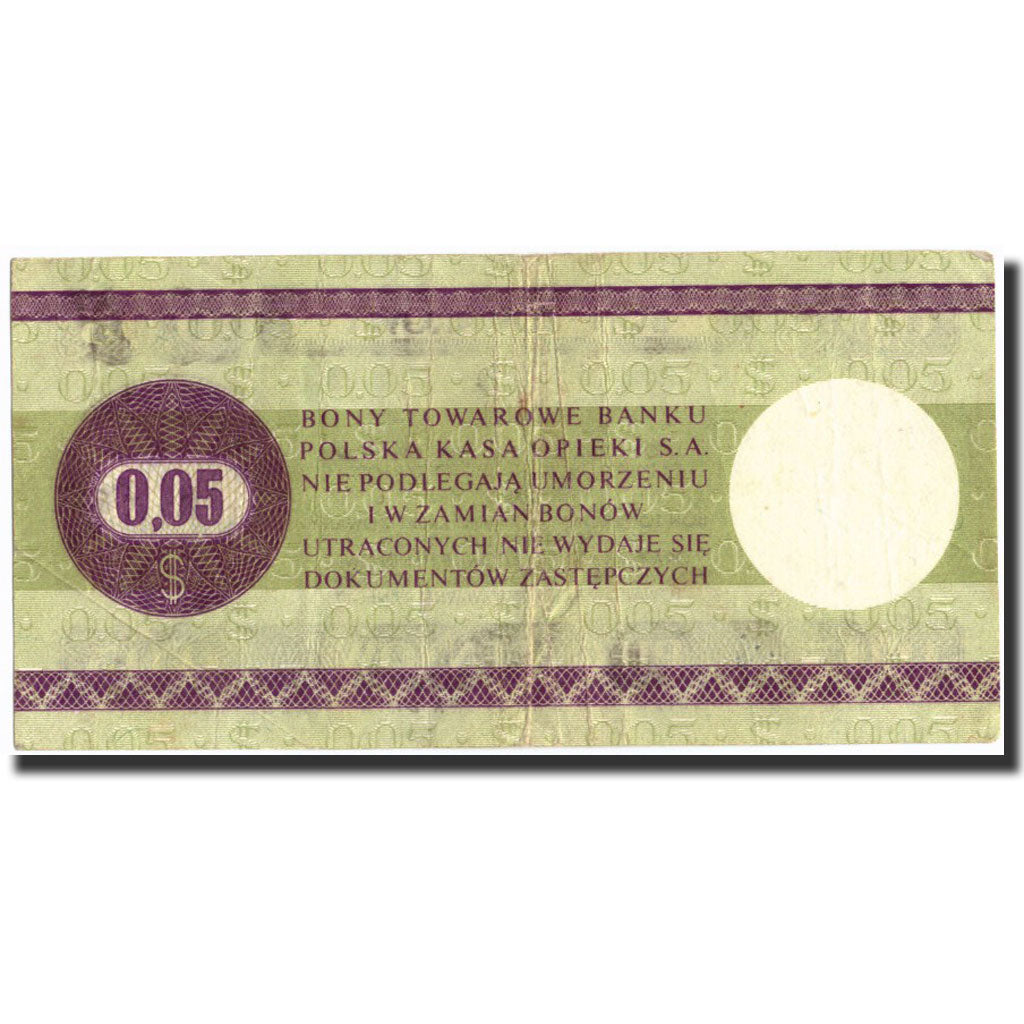 BONY TOWAROWE BANKU
POLSKA KASA OPIEKI S.A.
NIE PODLEGAJĄ UMORZENIU
I W ZAMIAN BONÓW
UTRACONYCH NIE WYDAJE SIĘ
DOKUMENTÓW ZASTĘPCZYCH
0,05
$